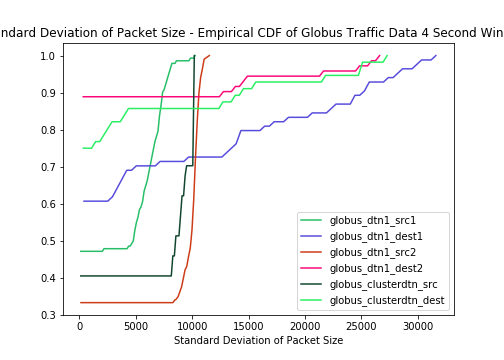 ndard Deviation of Packet Size - Empirical CDF of Globus Traffic Data 4 Second Win
1.0
0.9
0.8
0.7
0.6
0.5
0.4
0.3
globus_dtn1_src1
globus_dtn1_dest1
globus_dtn1_src2
globus_dtn1_dest2
globus_clusterdtn_src
globus_clusterdtn_dest
0 5000 10000 15000 20000 25000 30000
Standard Deviation of Packet Size